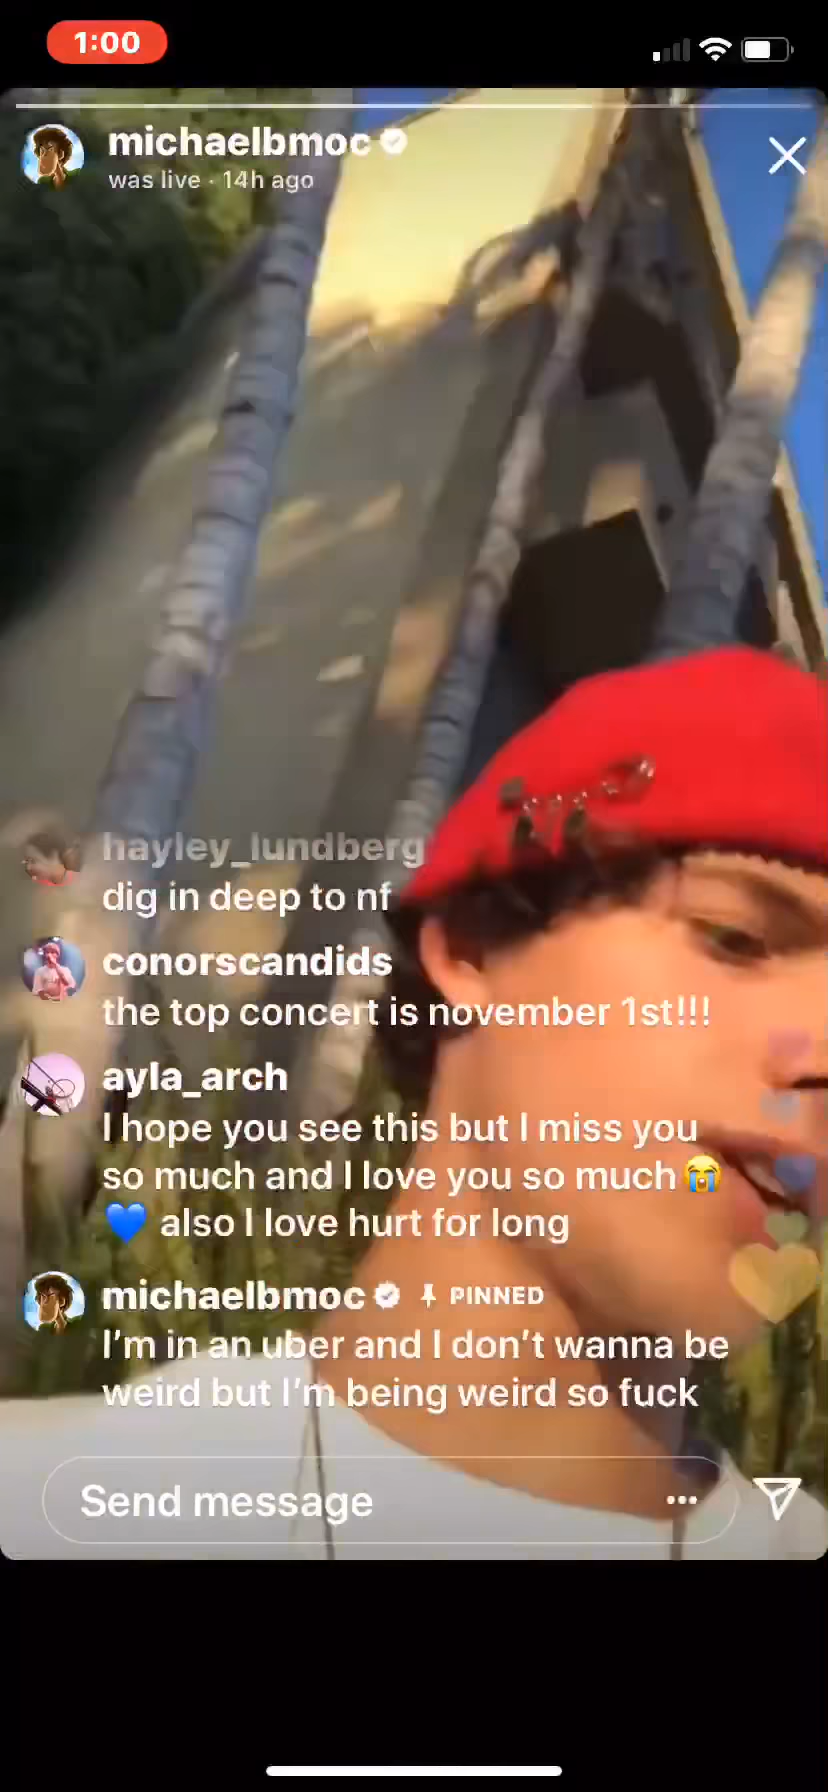 1:00
michaelbmoc
was live · 14h ago
hayley_lundberg
dig in deep to nf
conorscandids
the top concert is november 1st!!!
ayla_arch
I hope you see this but I miss you
so much and I love you so much😭
💙 also I love hurt for long
michaelbmoc PINNED
I'm in an uber and I don't wanna be
weird but I'm being weird so fuck
Send message